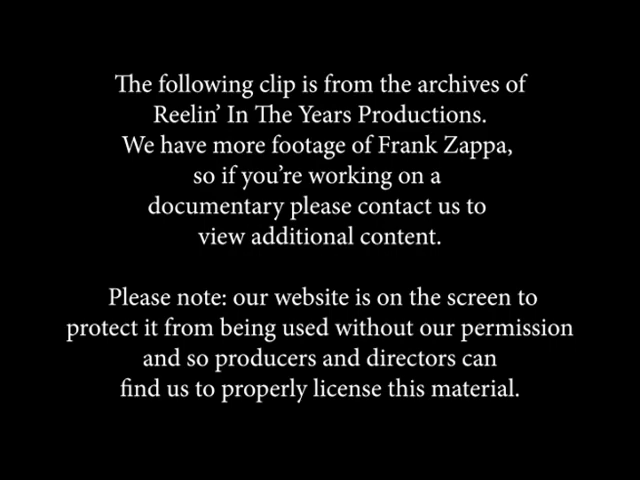 The following clip is from the archives of
Reelin’ In The Years Productions.
We have more footage of Frank Zappa,
so if you’re working on a
documentary please contact us to
view additional content.
Please note: our website is on the screen to
protect it from being used without our permission
and so producers and directors can
find us to properly license this material.